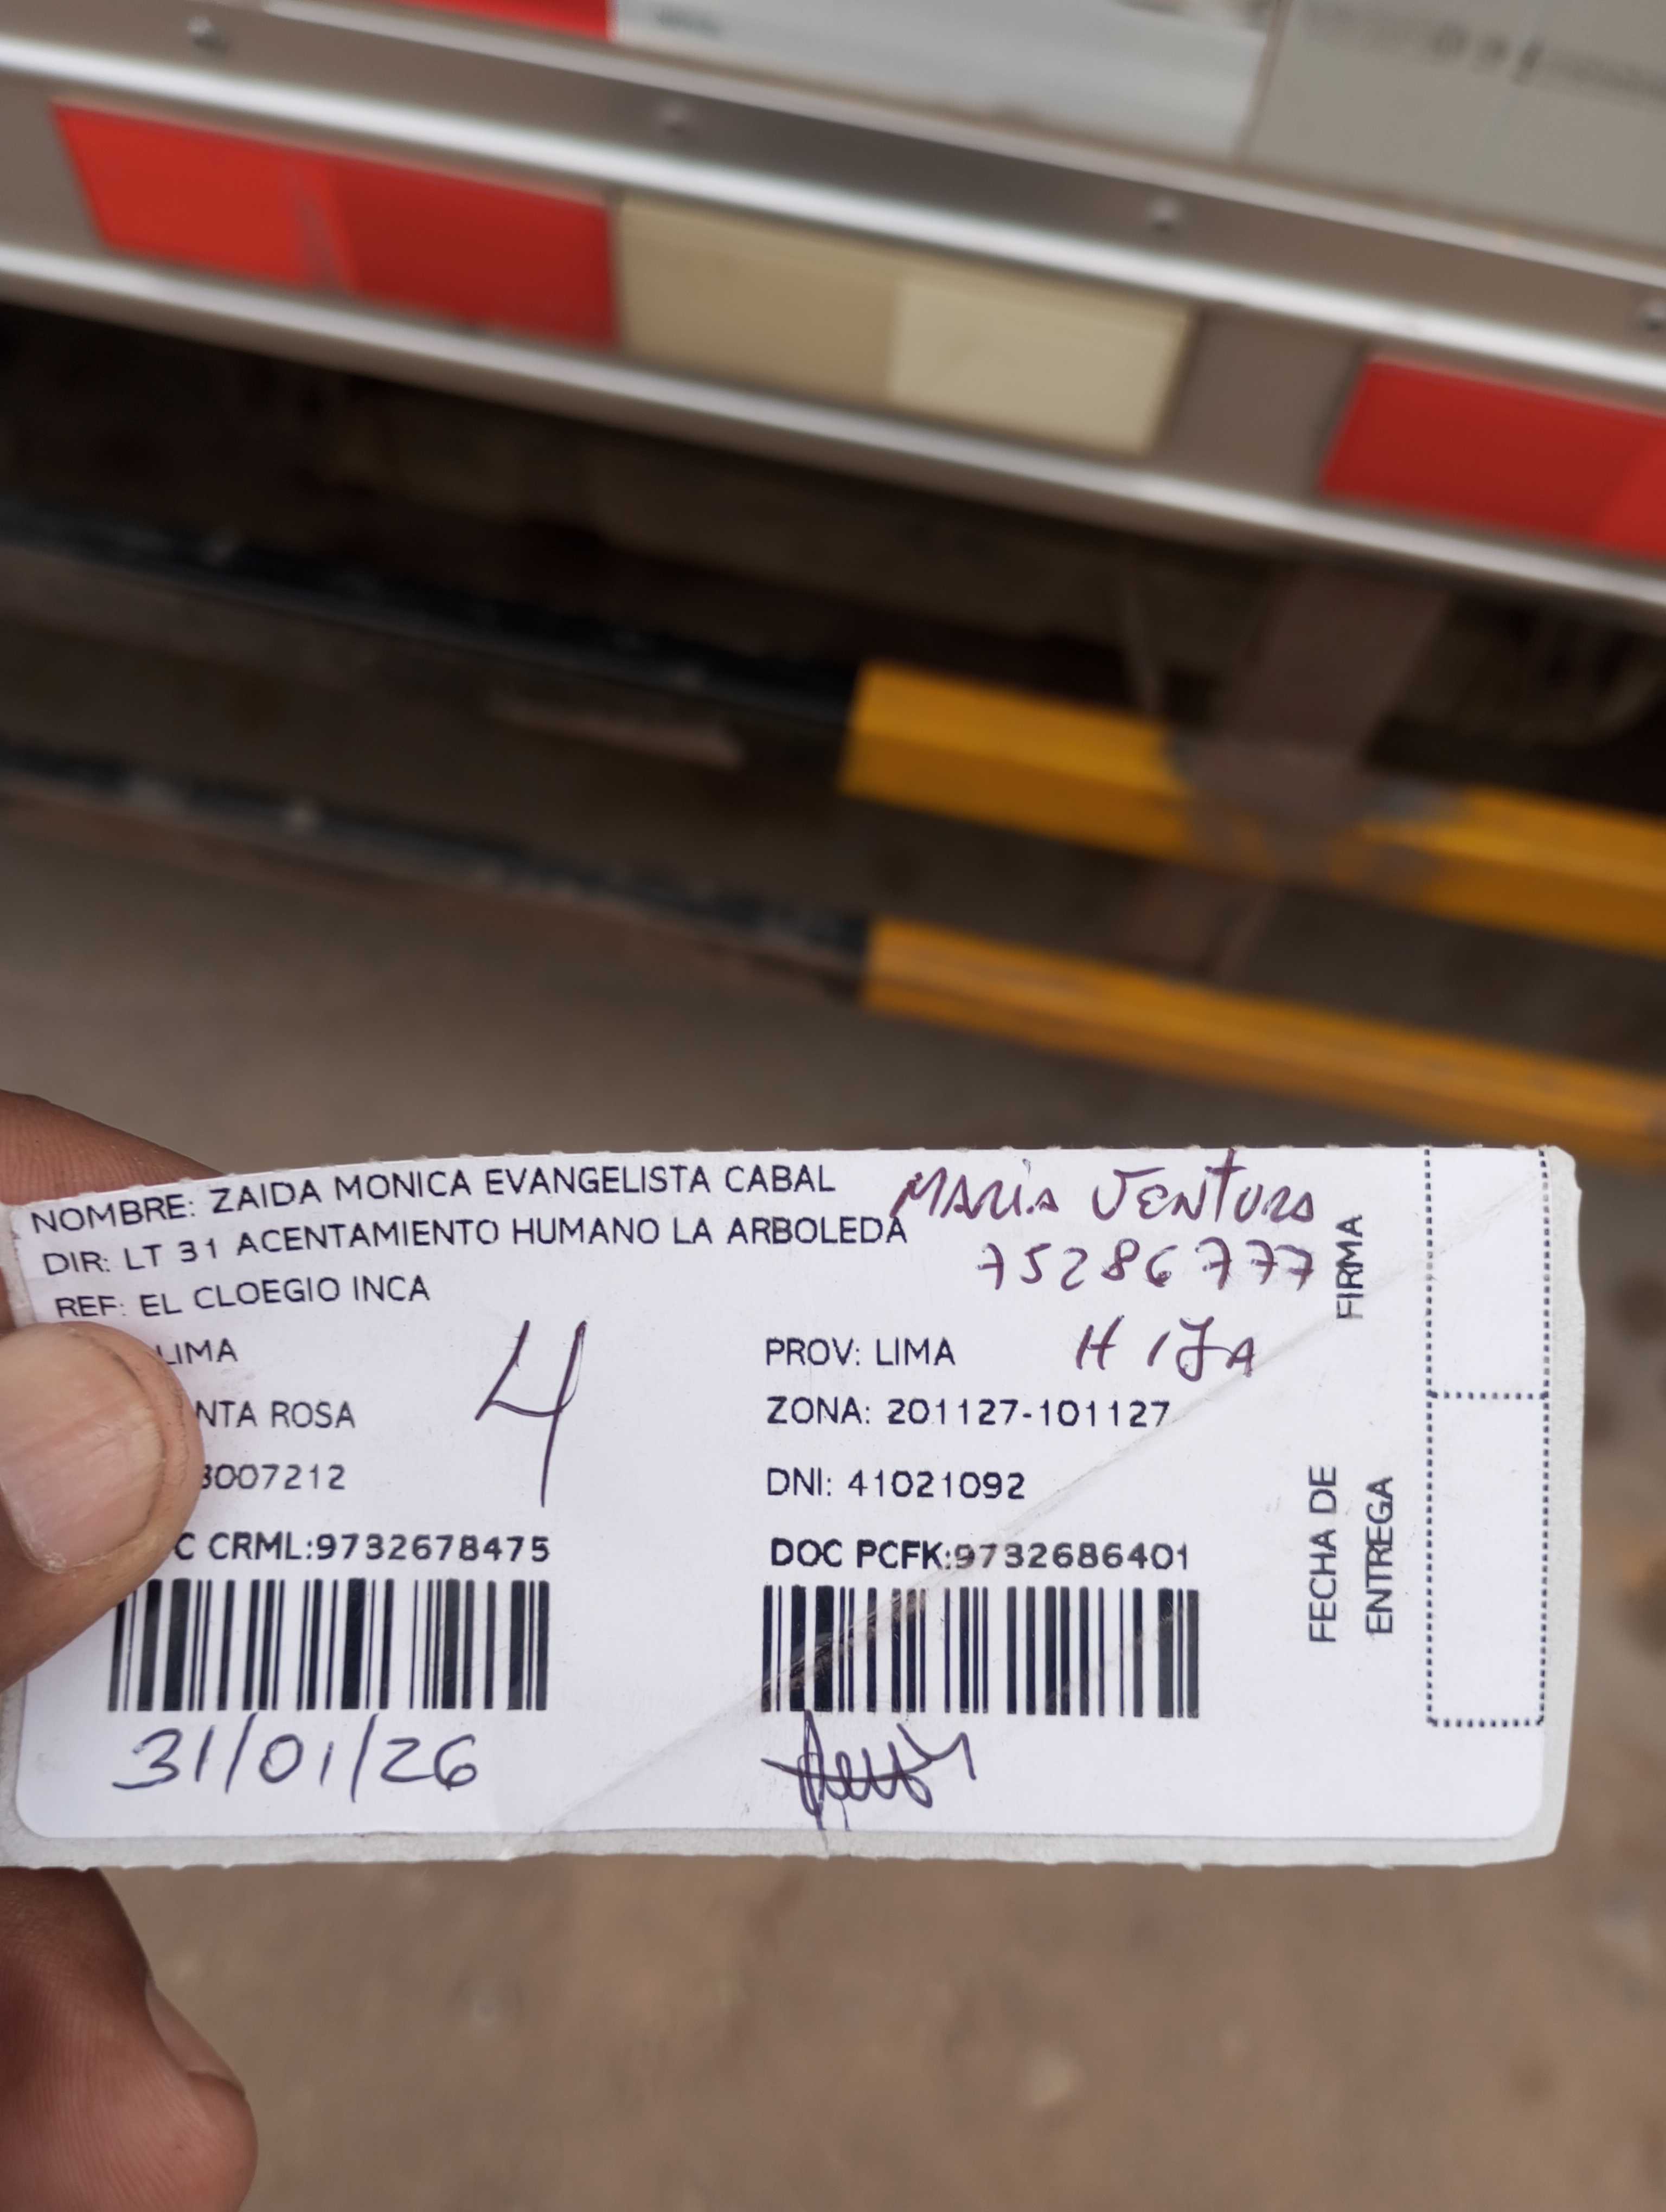 NOMBRE: ZAIDA MONICA EVANGELISTA CABAL
MARIA VENTURA
DIR: LT 31 ACENTAMIENTO HUMANO LA ARBOLEDA
75286777
REF: EL CLOEGIO INCA
LIMA
PROV: LIMA
HIJA
4
NTA ROSA
ZONA: 201127-101127
3007212
DNI: 41021092
C CRML:9732678475
DOC PCFK:9732686401
31/01/26
FIRMA
FECHA DE
ENTREGA